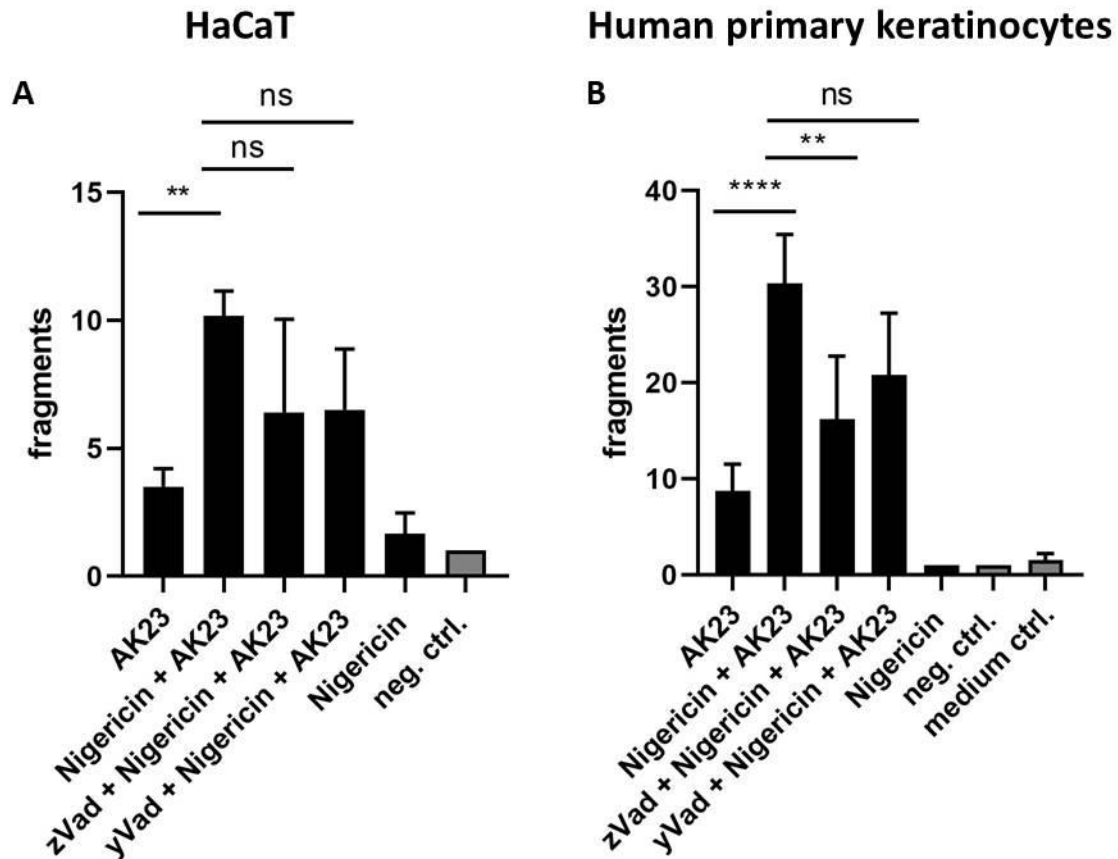 HaCaT
Human primary keratinocytes
A
ns
ns
**
15
10
5
0
fragments
AK23
Nigericin + AK23
zVad + Nigericin + AK23
yVad + Nigericin + AK23
Nigericin
neg. ctrl.
B
ns
**
****
40
30
20
10
0
fragments
AK23
Nigericin + AK23
zVad + Nigericin + AK23
yVad + Nigericin + AK23
Nigericin
neg. ctrl.
medium ctrl.